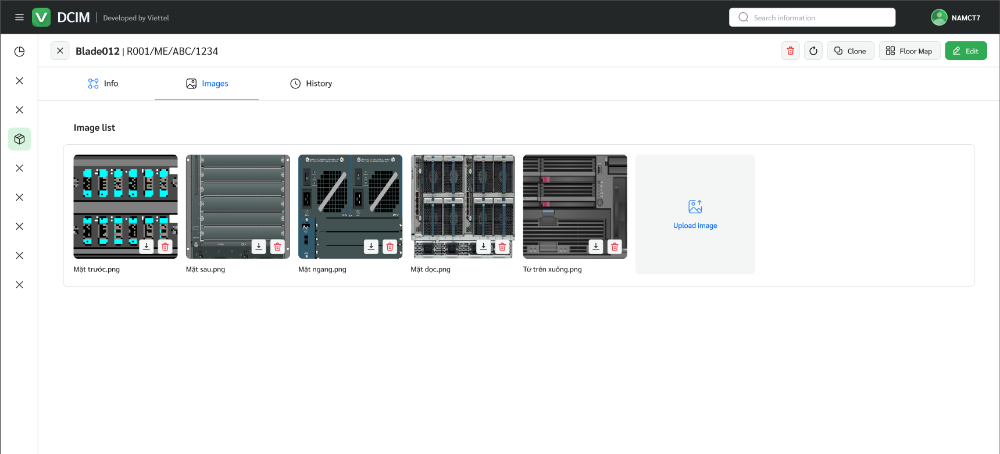 DCIM | Developed by Viettel
Search information
NAMCT7
Blade012 | R001/ME/ABC/1234
Clone
Floor Map
Edit
Info
Images
History
Image list
Upload image
Mặt trước.png
Mặt sau.png
Mặt ngang.png
Mặt dọc.png
Từ trên xuống.png